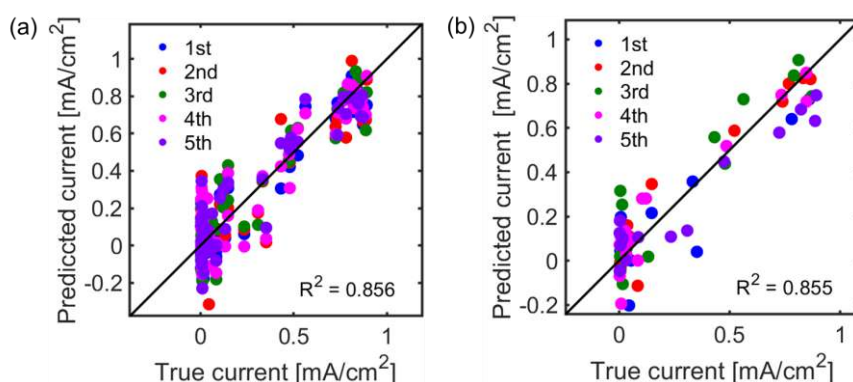 (a)
Prediccted current [mA/cm²]
1
0.8
0.6
0.4
0.2
0
-0.2
1st
2nd
3rd
4th
5th
R² = 0.856
0 0.5 1
True current [mA/cm²]
(b)
Predicted current [mA/cm²]
1
0.8
0.6
0.4
0.2
0
-0.2
1st
2nd
3rd
4th
5th
R² = 0.855
0 0.5 1
True current [mA/cm²]